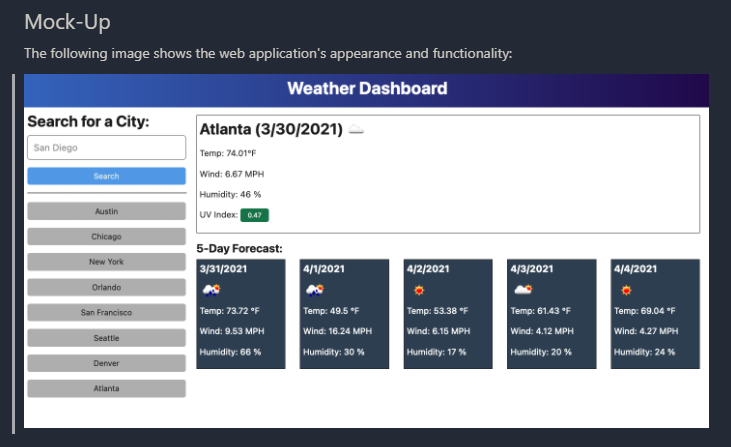 Mock-Up
The following image shows the web application's appearance and functionality:
Weather Dashboard
Search for a City:
San Diego
Search
Austin
Chicago
New York
Orlando
San Francisco
Seattle
Denver
Atlanta
Atlanta (3/30/2021)
Temp: 74.01°F
Wind: 6.67 MPH
Humidity: 46 %
UV Index: 0.47
5-Day Forecast:
3/31/2021
Temp: 73.72 °F
Wind: 9.53 MPH
Humidity: 66 %
4/1/2021
Temp: 49.5 °F
Wind: 16.24 MPH
Humidity: 30 %
4/2/2021
Temp: 53.38 °F
Wind: 6.15 MPH
Humidity: 17 %
4/3/2021
Temp: 61.43 °F
Wind: 4.12 MPH
Humidity: 20 %
4/4/2021
Temp: 69.04 °F
Wind: 4.27 MPH
Humidity: 24 %